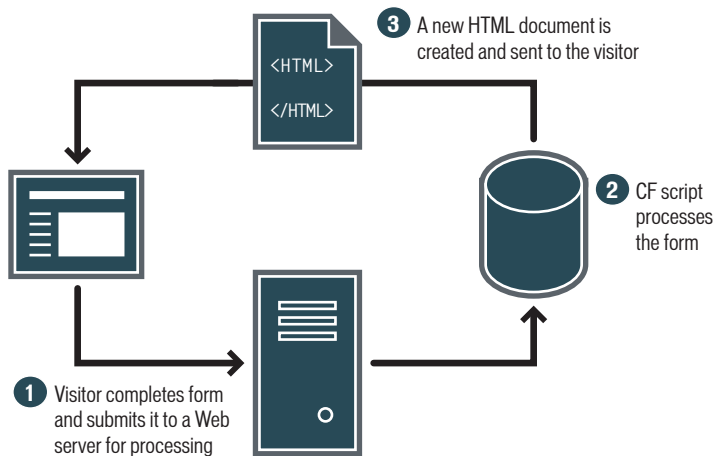 3 A new HTML document is
created and sent to the visitor
<HTML>
</HTML>
2 CF script
processes
the form
1 Visitor completes form
and submits it to a Web
server for processing